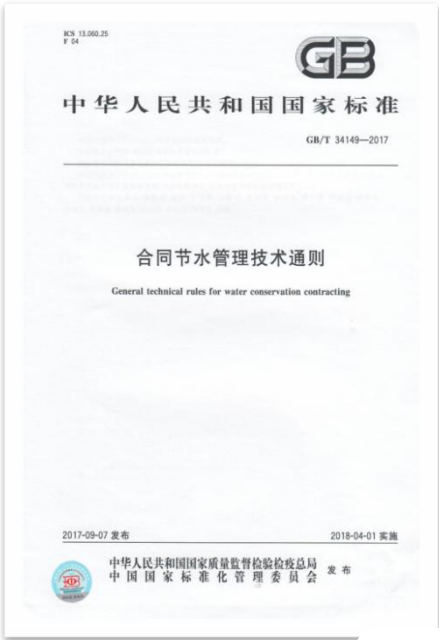 ICS 13.060.25
F 04
GB
中华人民共和国国家标准
GB/T 34149—2017
合同节水管理技术通则
General technical rules for water conservation contracting
2017-09-07 发布
2018-04-01 实施
中华人民共和国国家质量监督检验检疫总局
中国国家标准化管理委员会
发布